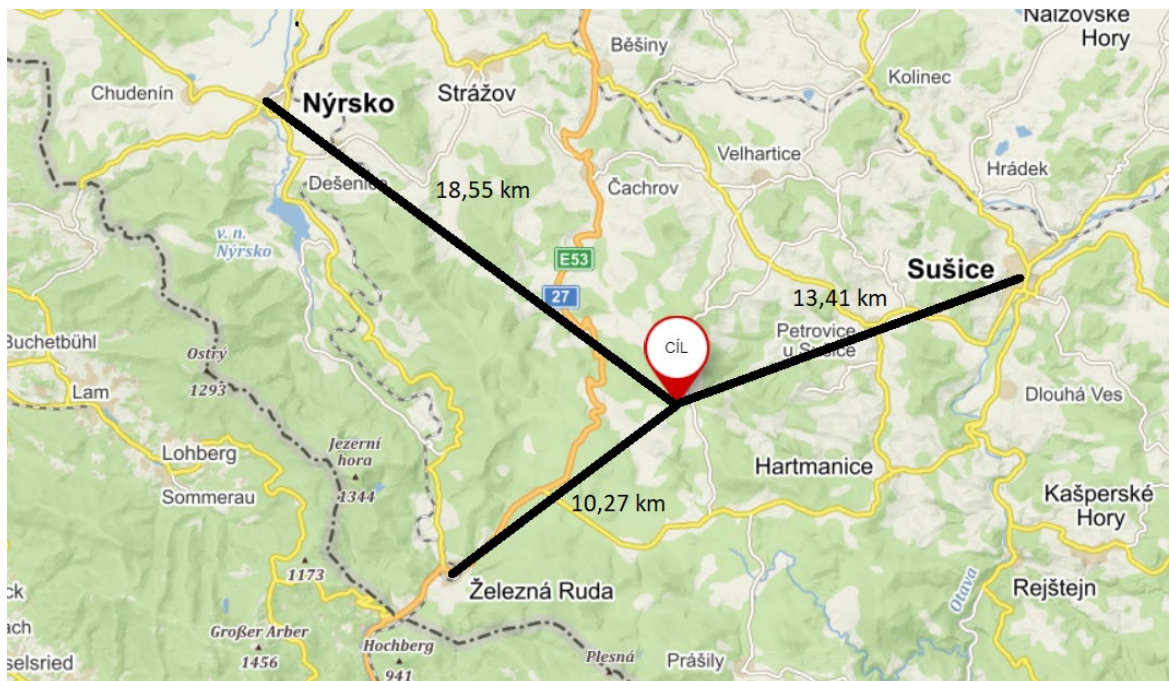 Nalžovské
Hory
Běšiny
Kolinec
Chudenín
Nýrsko
Strážov
Velhartice
Hrádek
Dešenice
Čachrov
v. n.
Nýrsko
E53
Sušice
27
13,41 km
18,55 km
Petrovice
u Sušice
CÍL
Buchetbühl
Ostrý
1293
Lam
Dlouhá Ves
Jezerní
hora
1344
Lohberg
Sommerau
Hartmanice
Kašperské
Hory
10,27 km
1173
Železná Ruda
Otava
Rejštejn
Großer Arber
1456
Hochberg
941
Plesná
Prášily